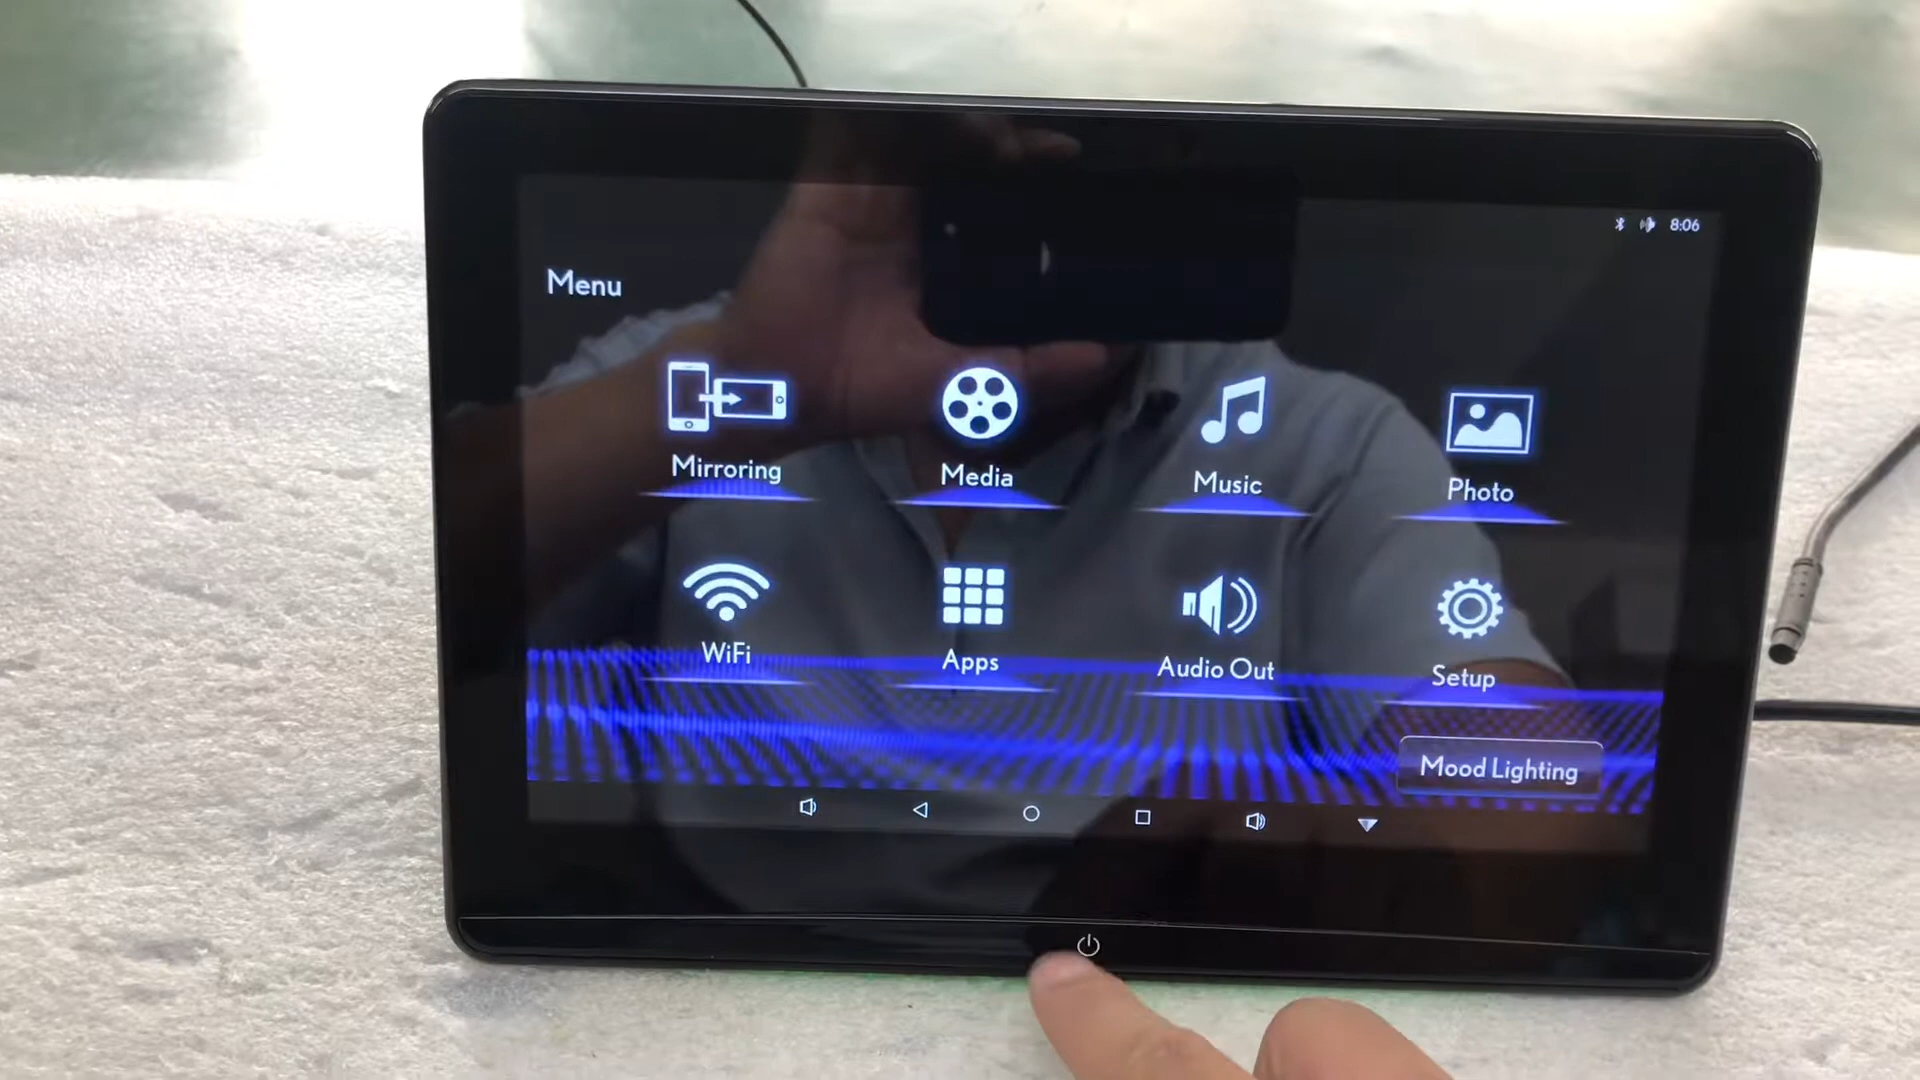 8:06
Menu
Mirroring
Media
Music
Photo
WiFi
Apps
Audio Out
Setup
Mood Lighting